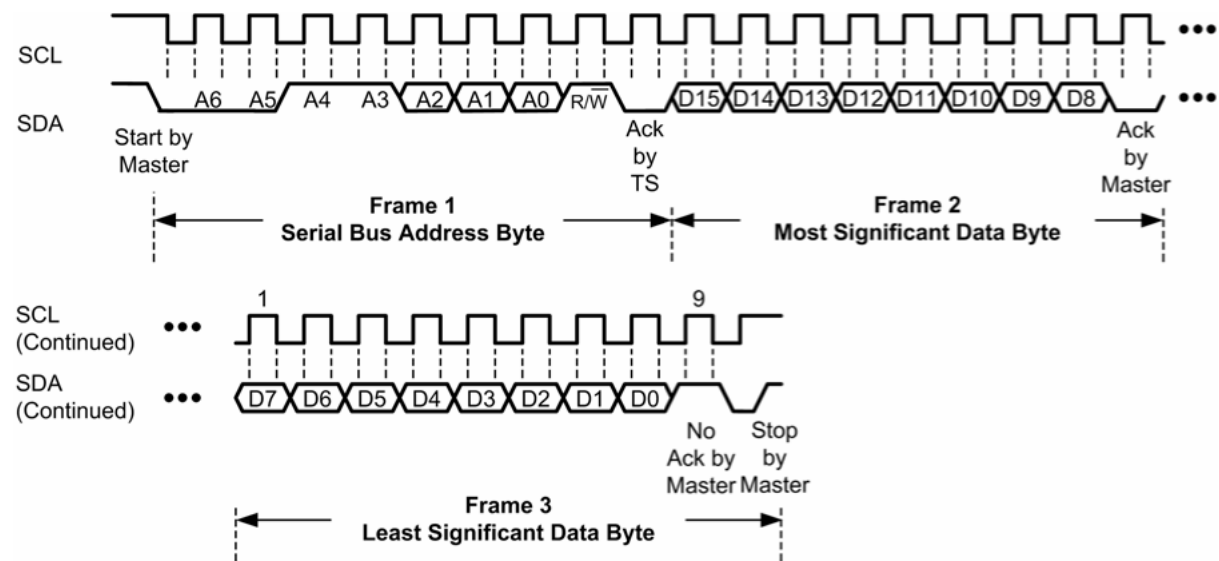 SCL
SDA
A6 A5 A4 A3 A2 A1 A0 R/W̅ D15 D14 D13 D12 D11 D10 D9 D8
Start by
Master
Ack
by
TS
Ack
by
Master
Frame 1
Serial Bus Address Byte
Frame 2
Most Significant Data Byte
1 9
SCL
(Continued)
SDA
(Continued)
D7 D6 D5 D4 D3 D2 D1 D0
No
Ack by
Master
Stop
by
Master
Frame 3
Least Significant Data Byte